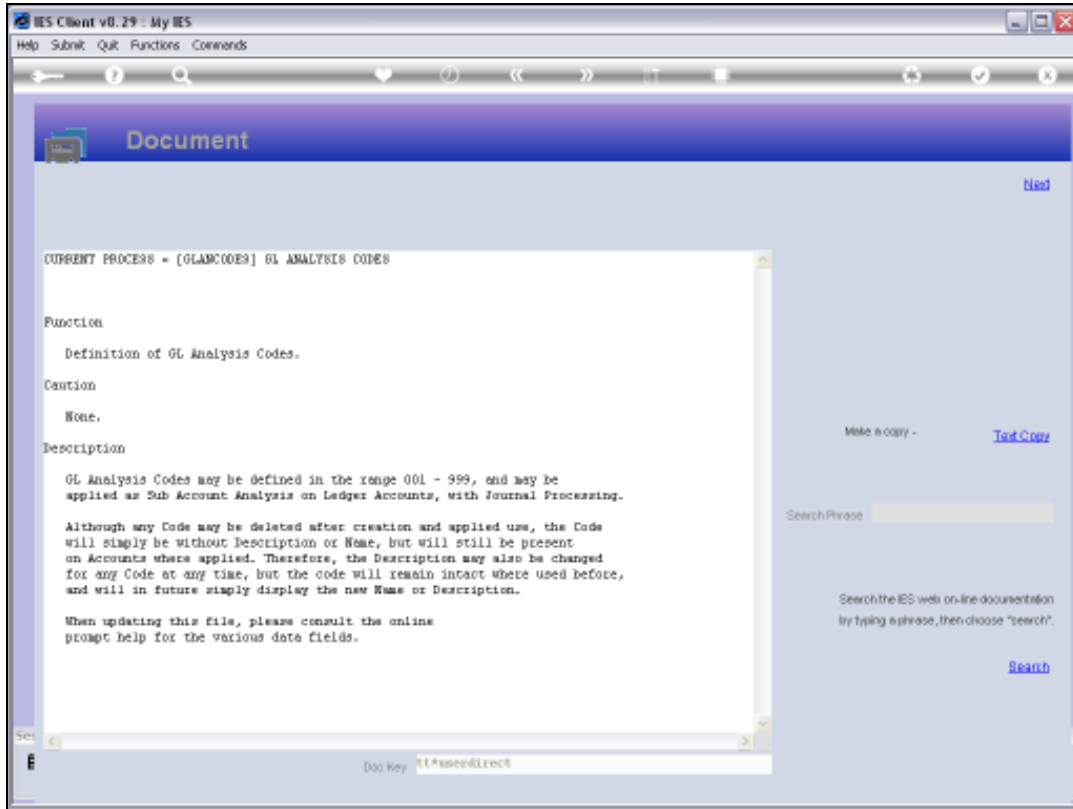 IES Client v8.29 : My IES
Help Submit Quit Functions Commands
Document
Next
CURRENT PROCESS = [GLANCODES] GL ANALYSIS CODES
Function
Definition of GL Analysis Codes.
Caution
None.
Description
GL Analysis Codes may be defined in the range 001 - 999, and may be
applied as Sub Account Analysis on Ledger Accounts, with Journal Processing.
Although any Code may be deleted after creation and applied use, the Code
will simply be without Description or Name, but will still be present
on Accounts where applied. Therefore, the Description may also be changed
for any Code at any time, but the code will remain intact where used before,
and will in future simply display the new Name or Description.
When updating this file, please consult the online
prompt help for the various data fields.
Make a copy -
Text Copy
Search Phrase
Search the IES web on-line documentation
by typing a phrase, then choose "search".
Search
Doc Key tt*userdirect